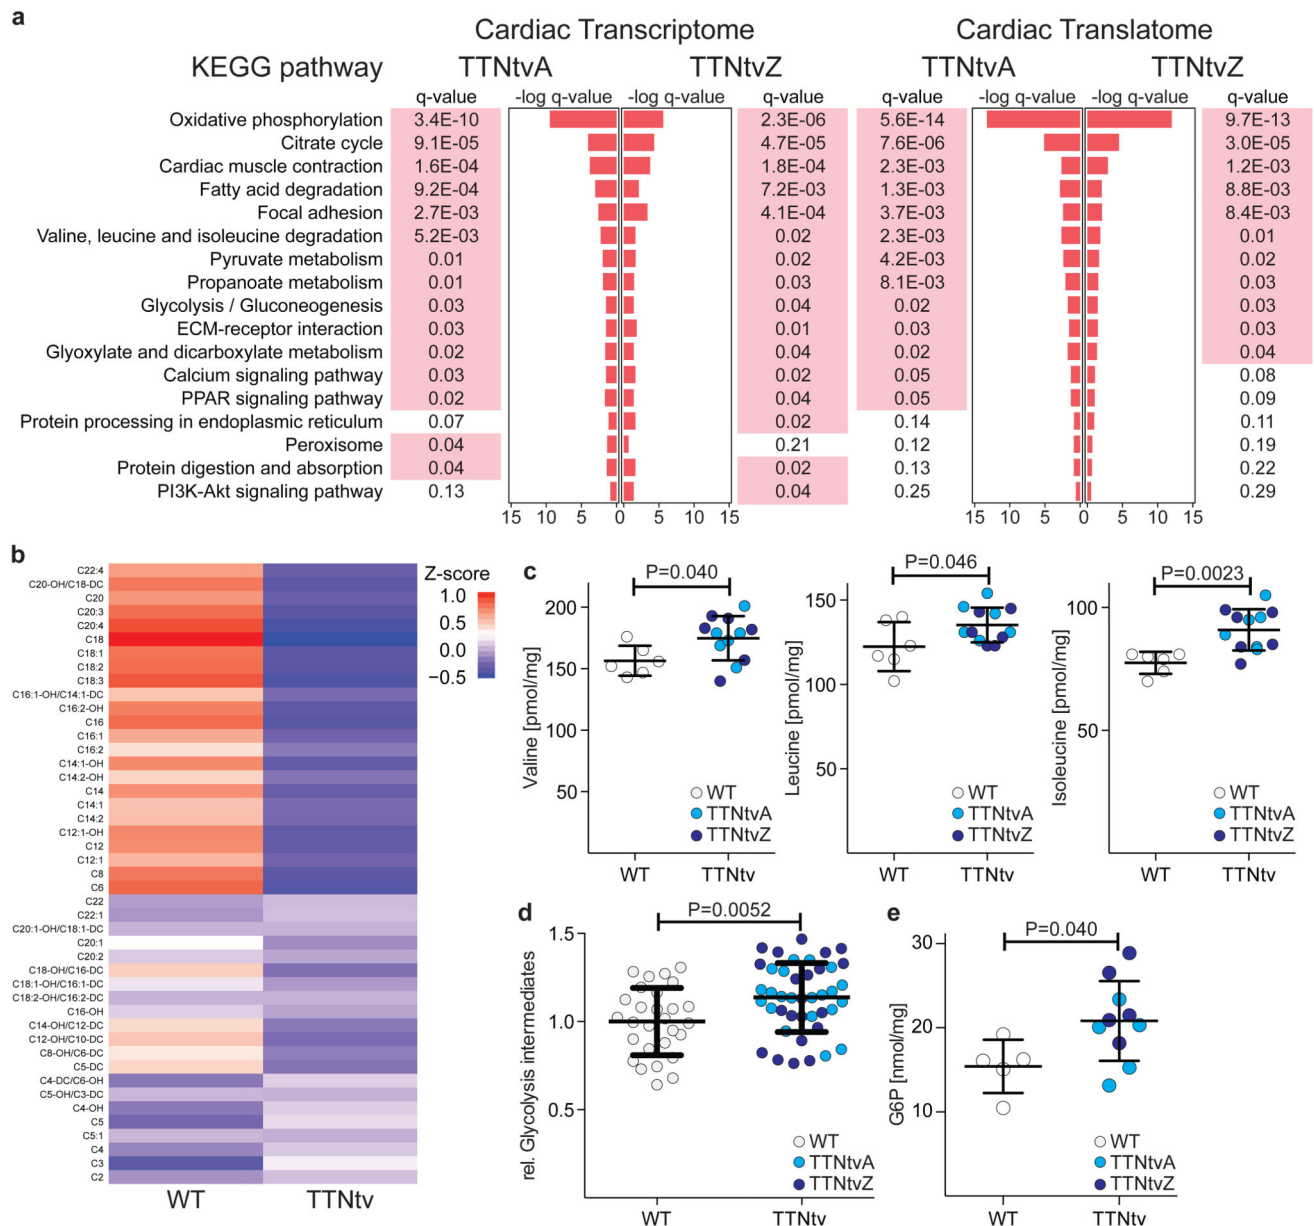 a
Cardiac Transcriptome Cardiac Translatome
KEGG pathway TTNtvA TTNtvZ TTNtvA TTNtvZ
q-value -log q-value -log q-value q-value q-value -log q-value -log q-value q-value
Oxidative phosphorylation 3.4E-10 2.3E-06 5.6E-14 9.7E-13
Citrate cycle 9.1E-05 4.7E-05 7.6E-06 3.0E-05
Cardiac muscle contraction 1.6E-04 1.8E-04 2.3E-03 1.2E-03
Fatty acid degradation 9.2E-04 7.2E-03 1.3E-03 8.8E-03
Focal adhesion 2.7E-03 4.1E-04 3.7E-03 8.4E-03
Valine, leucine and isoleucine degradation 5.2E-03 0.02 2.3E-03 0.01
Pyruvate metabolism 0.01 0.02 4.2E-03 0.02
Propanoate metabolism 0.01 0.03 8.1E-03 0.03
Glycolysis / Gluconeogenesis 0.03 0.04 0.02 0.03
ECM-receptor interaction 0.03 0.01 0.03 0.03
Glyoxylate and dicarboxylate metabolism 0.02 0.04 0.02 0.04
Calcium signaling pathway 0.03 0.02 0.05 0.08
PPAR signaling pathway 0.02 0.04 0.05 0.09
Protein processing in endoplasmic reticulum 0.07 0.02 0.14 0.11
Peroxisome 0.04 0.21 0.12 0.19
Protein digestion and absorption 0.04 0.02 0.13 0.22
PI3K-Akt signaling pathway 0.13 0.04 0.25 0.29
15 10 5 0 5 10 15 15 10 5 0 5 10 15
b
C22:4
C20-OH/C18-DC
C20
C20:3
C20:4
C18
C18:1
C18:2
C18:3
C16:1-OH/C14:1-DC
C16:2-OH
C16
C16:1
C16:2
C14:1-OH
C14:2-OH
C14
C14:1
C14:2
C12:1-OH
C12
C12:1
C8
C6
C22
C22:1
C20:1-OH/C18:1-DC
C20:1
C20:2
C18-OH/C16-DC
C18:1-OH/C16:1-DC
C18:2-OH/C16:2-DC
C16-OH
C14-OH/C12-DC
C12-OH/C10-DC
C8-OH/C6-DC
C5-DC
C4-DC/C6-OH
C5-OH/C3-DC
C4-OH
C5
C5:1
C4
C3
C2
WT TTNtv
Z-score
1.0
0.5
0.0
−0.5
c
P=0.040
Valine [pmol/mg]
200
150
100
50
WT
TTNtvA
TTNtvZ
WT TTNtv
P=0.046
Leucine [pmol/mg]
150
100
50
WT
TTNtvA
TTNtvZ
WT TTNtv
P=0.0023
Isoleucine [pmol/mg]
100
50
WT
TTNtvA
TTNtvZ
WT TTNtv
d
P=0.0052
rel. Glycolysis intermediates
1.5
1.0
0.5
WT
TTNtvA
TTNtvZ
WT TTNtv
e
P=0.040
G6P [nmol/mg]
30
20
10
0
WT
TTNtvA
TTNtvZ
WT TTNtv